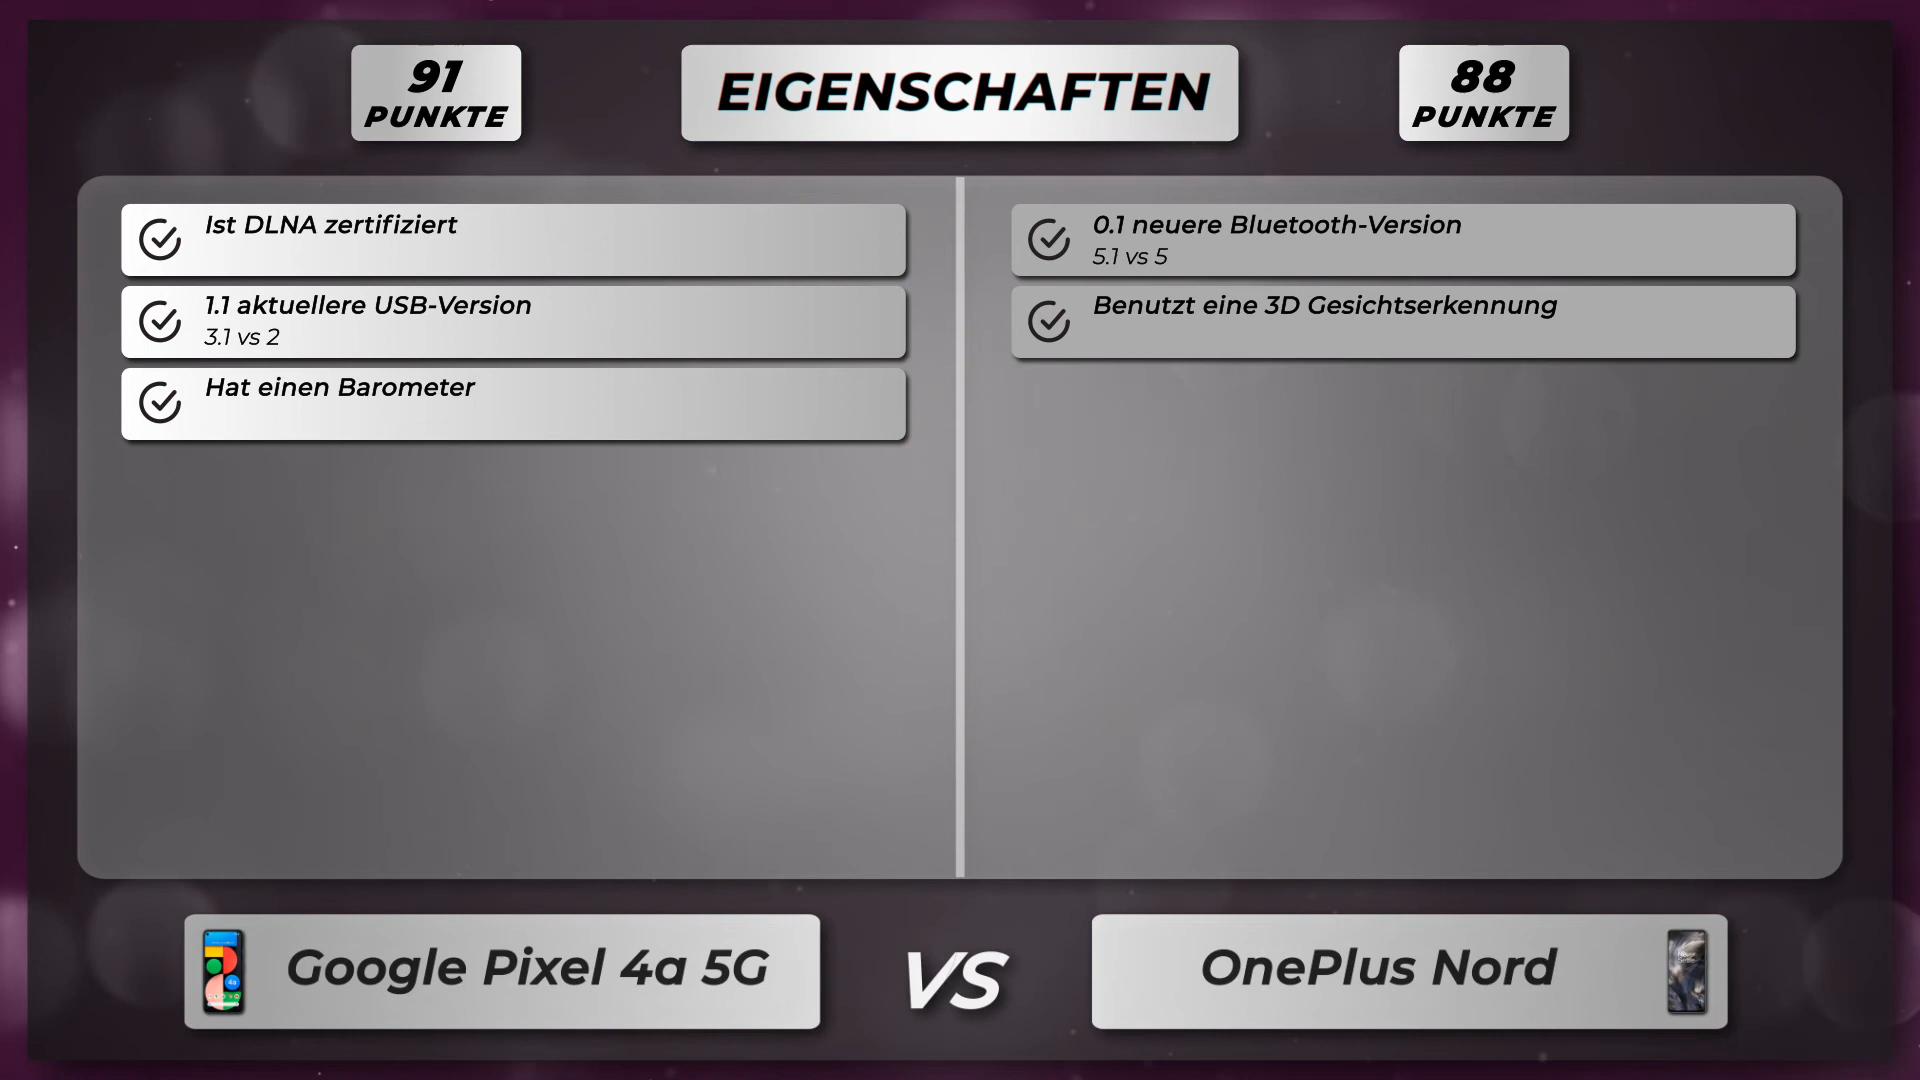 91
PUNKTE
EIGENSCHAFTEN
88
PUNKTE
Ist DLNA zertifiziert
1.1 aktuellere USB-Version
3.1 vs 2
Hat einen Barometer
0.1 neuere Bluetooth-Version
5.1 vs 5
Benutzt eine 3D Gesichtserkennung
Google Pixel 4a 5G
VS
OnePlus Nord